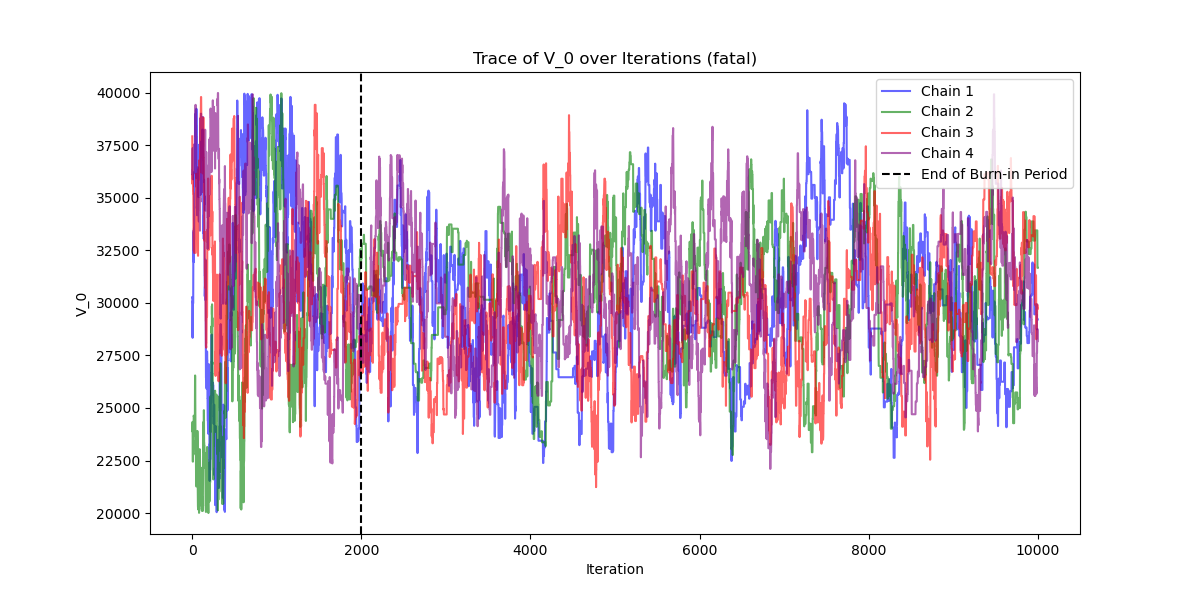 Trace of V_0 over Iterations (fatal)
Chain 1
Chain 2
Chain 3
Chain 4
End of Burn-in Period
40000
37500
35000
32500
30000
27500
25000
22500
20000
V_0
0 2000 4000 6000 8000 10000
Iteration